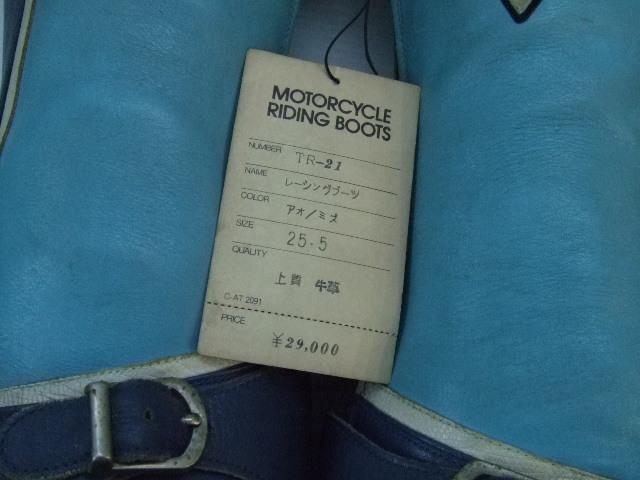 MOTORCYCLE
RIDING BOOTS
NUMBER TR-21
NAME レーシングブーツ
COLOR アオ/ミズ
SIZE 25.5
QUALITY
上質 牛革
C-AT 2091
PRICE
¥29,000